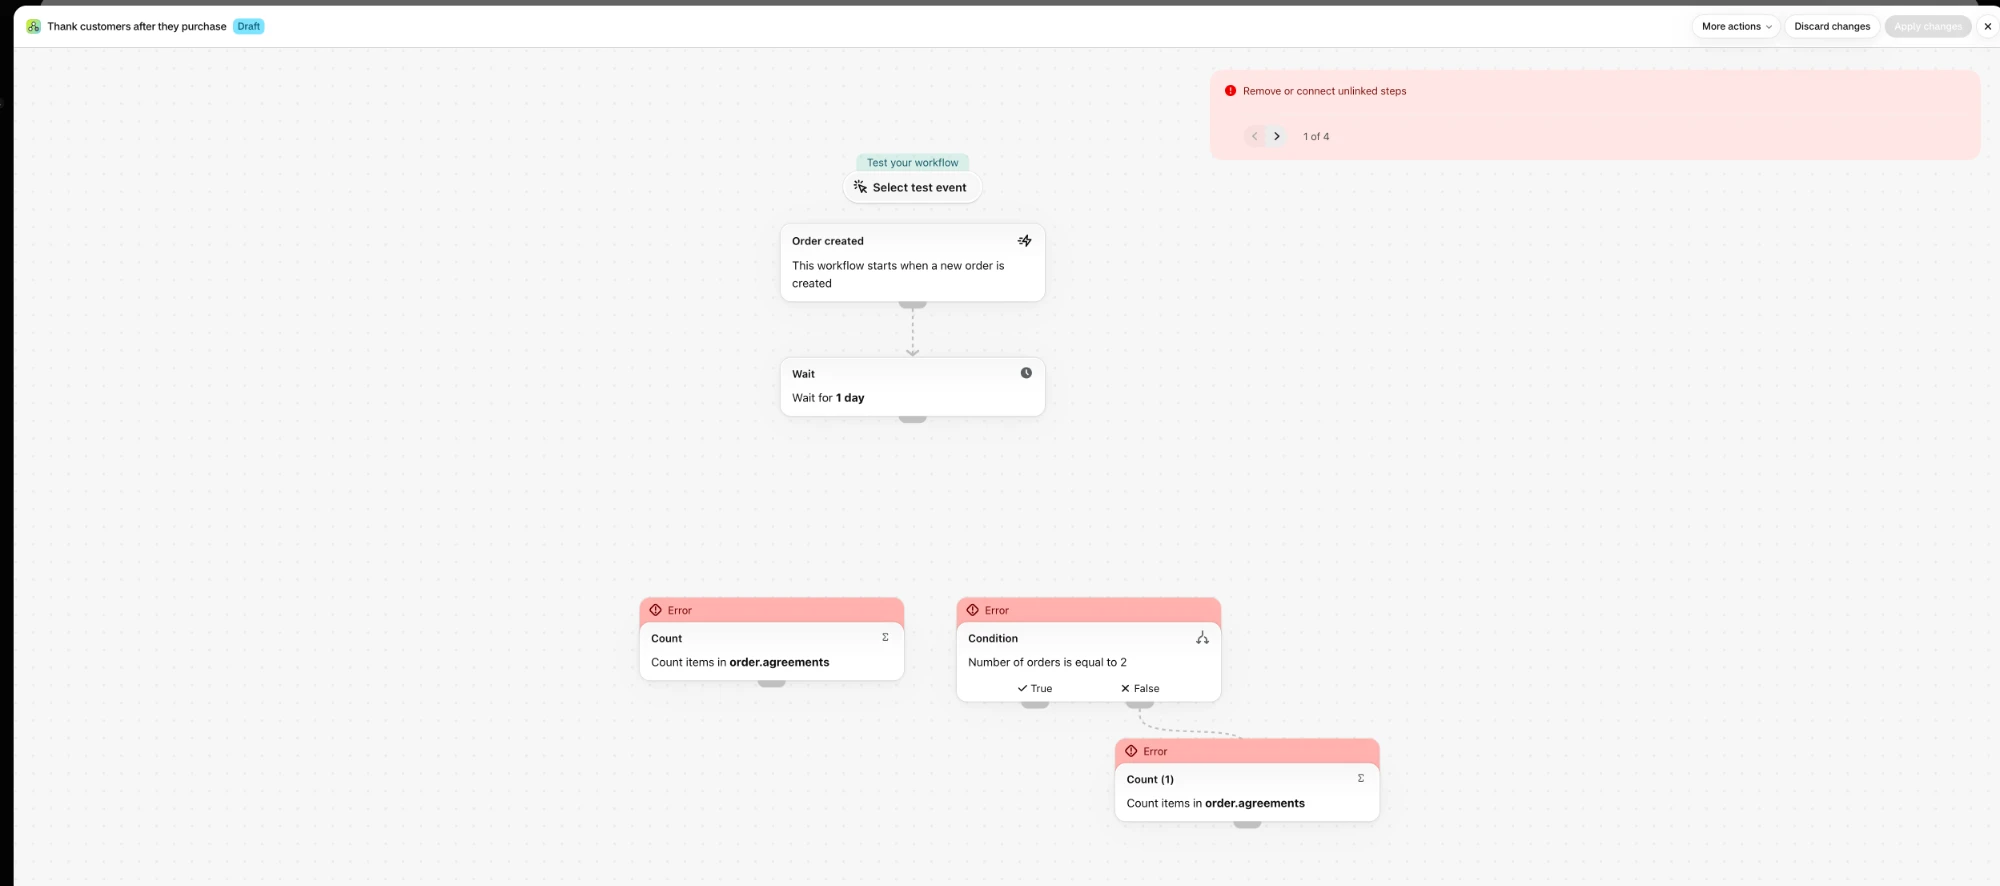 Thank customers after they purchase Draft
More actions Discard changes Apply changes
Remove or connect unlinked steps
1 of 4
Test your workflow
Select test event
Order created
This workflow starts when a new order is
created
Wait
Wait for 1 day
Error
Count Σ
Count items in order.agreements
Error
Condition
Number of orders is equal to 2
True False
Error
Count (1) Σ
Count items in order.agreements